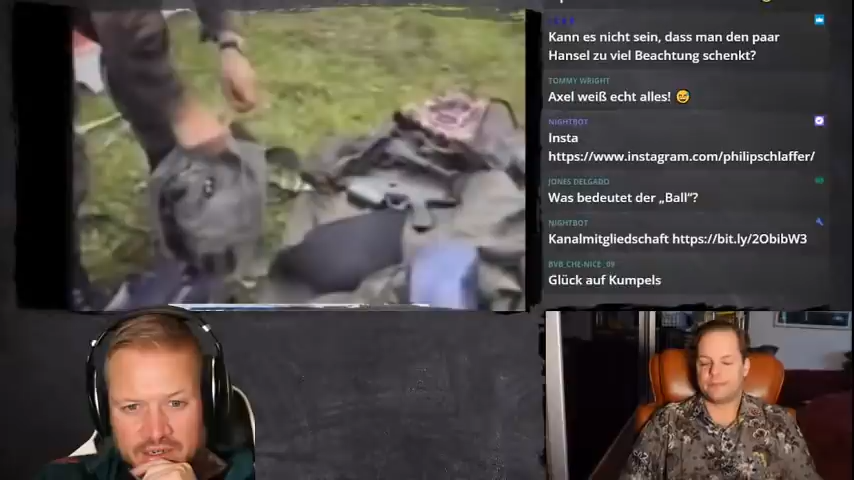 Kann es nicht sein, dass man den paar
Hansel zu viel Beachtung schenkt?
TOMMY WRIGHT
Axel weiß echt alles! 😅
NIGHTBOT
Insta
https://www.instagram.com/philipschlaffer/
JONES DELGADO
Was bedeutet der „Ball“?
NIGHTBOT
Kanalmitgliedschaft https://bit.ly/2ObibW3
BVB_CHE-NICE_09
Glück auf Kumpels